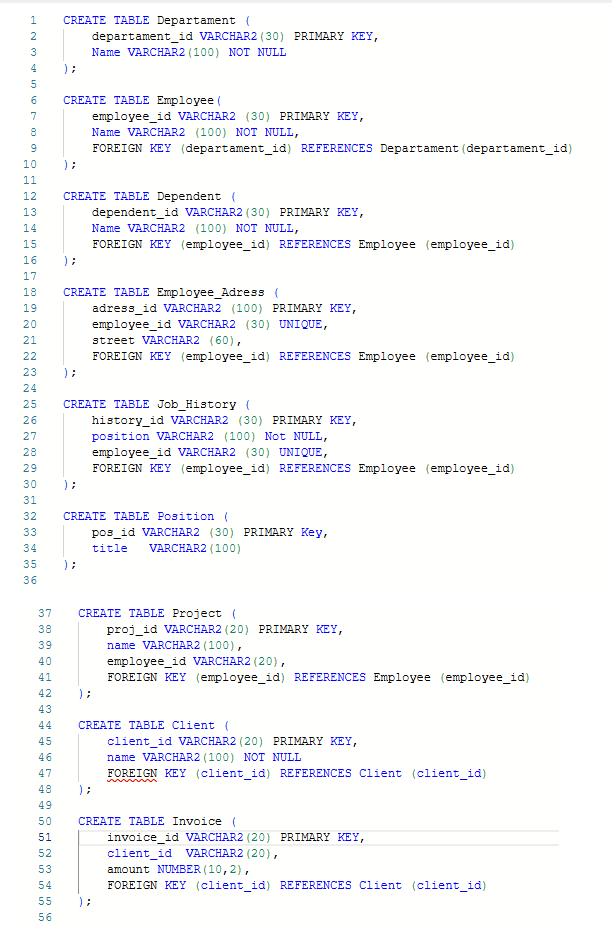 1 CREATE TABLE Departament (
2 departament_id VARCHAR2(30) PRIMARY KEY,
3 Name VARCHAR2(100) NOT NULL
4 );
5
6 CREATE TABLE Employee(
7 employee_id VARCHAR2 (30) PRIMARY KEY,
8 Name VARCHAR2 (100) NOT NULL,
9 FOREIGN KEY (departament_id) REFERENCES Departament(departament_id)
10 );
11
12 CREATE TABLE Dependent (
13 dependent_id VARCHAR2(30) PRIMARY KEY,
14 Name VARCHAR2 (100) NOT NULL,
15 FOREIGN KEY (employee_id) REFERENCES Employee (employee_id)
16 );
17
18 CREATE TABLE Employee_Adress (
19 adress_id VARCHAR2 (100) PRIMARY KEY,
20 employee_id VARCHAR2 (30) UNIQUE,
21 street VARCHAR2 (60),
22 FOREIGN KEY (employee_id) REFERENCES Employee (employee_id)
23 );
24
25 CREATE TABLE Job_History (
26 history_id VARCHAR2 (30) PRIMARY KEY,
27 position VARCHAR2 (100) Not NULL,
28 employee_id VARCHAR2 (30) UNIQUE,
29 FOREIGN KEY (employee_id) REFERENCES Employee (employee_id)
30 );
31
32 CREATE TABLE Position (
33 pos_id VARCHAR2 (30) PRIMARY Key,
34 title VARCHAR2(100)
35 );
36
37 CREATE TABLE Project (
38 proj_id VARCHAR2(20) PRIMARY KEY,
39 name VARCHAR2(100),
40 employee_id VARCHAR2(20),
41 FOREIGN KEY (employee_id) REFERENCES Employee (employee_id)
42 );
43
44 CREATE TABLE Client (
45 client_id VARCHAR2(20) PRIMARY KEY,
46 name VARCHAR2(100) NOT NULL
47 FOREIGN KEY (client_id) REFERENCES Client (client_id)
48 );
49
50 CREATE TABLE Invoice (
51 invoice_id VARCHAR2(20) PRIMARY KEY,
52 client_id VARCHAR2(20),
53 amount NUMBER(10,2),
54 FOREIGN KEY (client_id) REFERENCES Client (client_id)
55 );
56